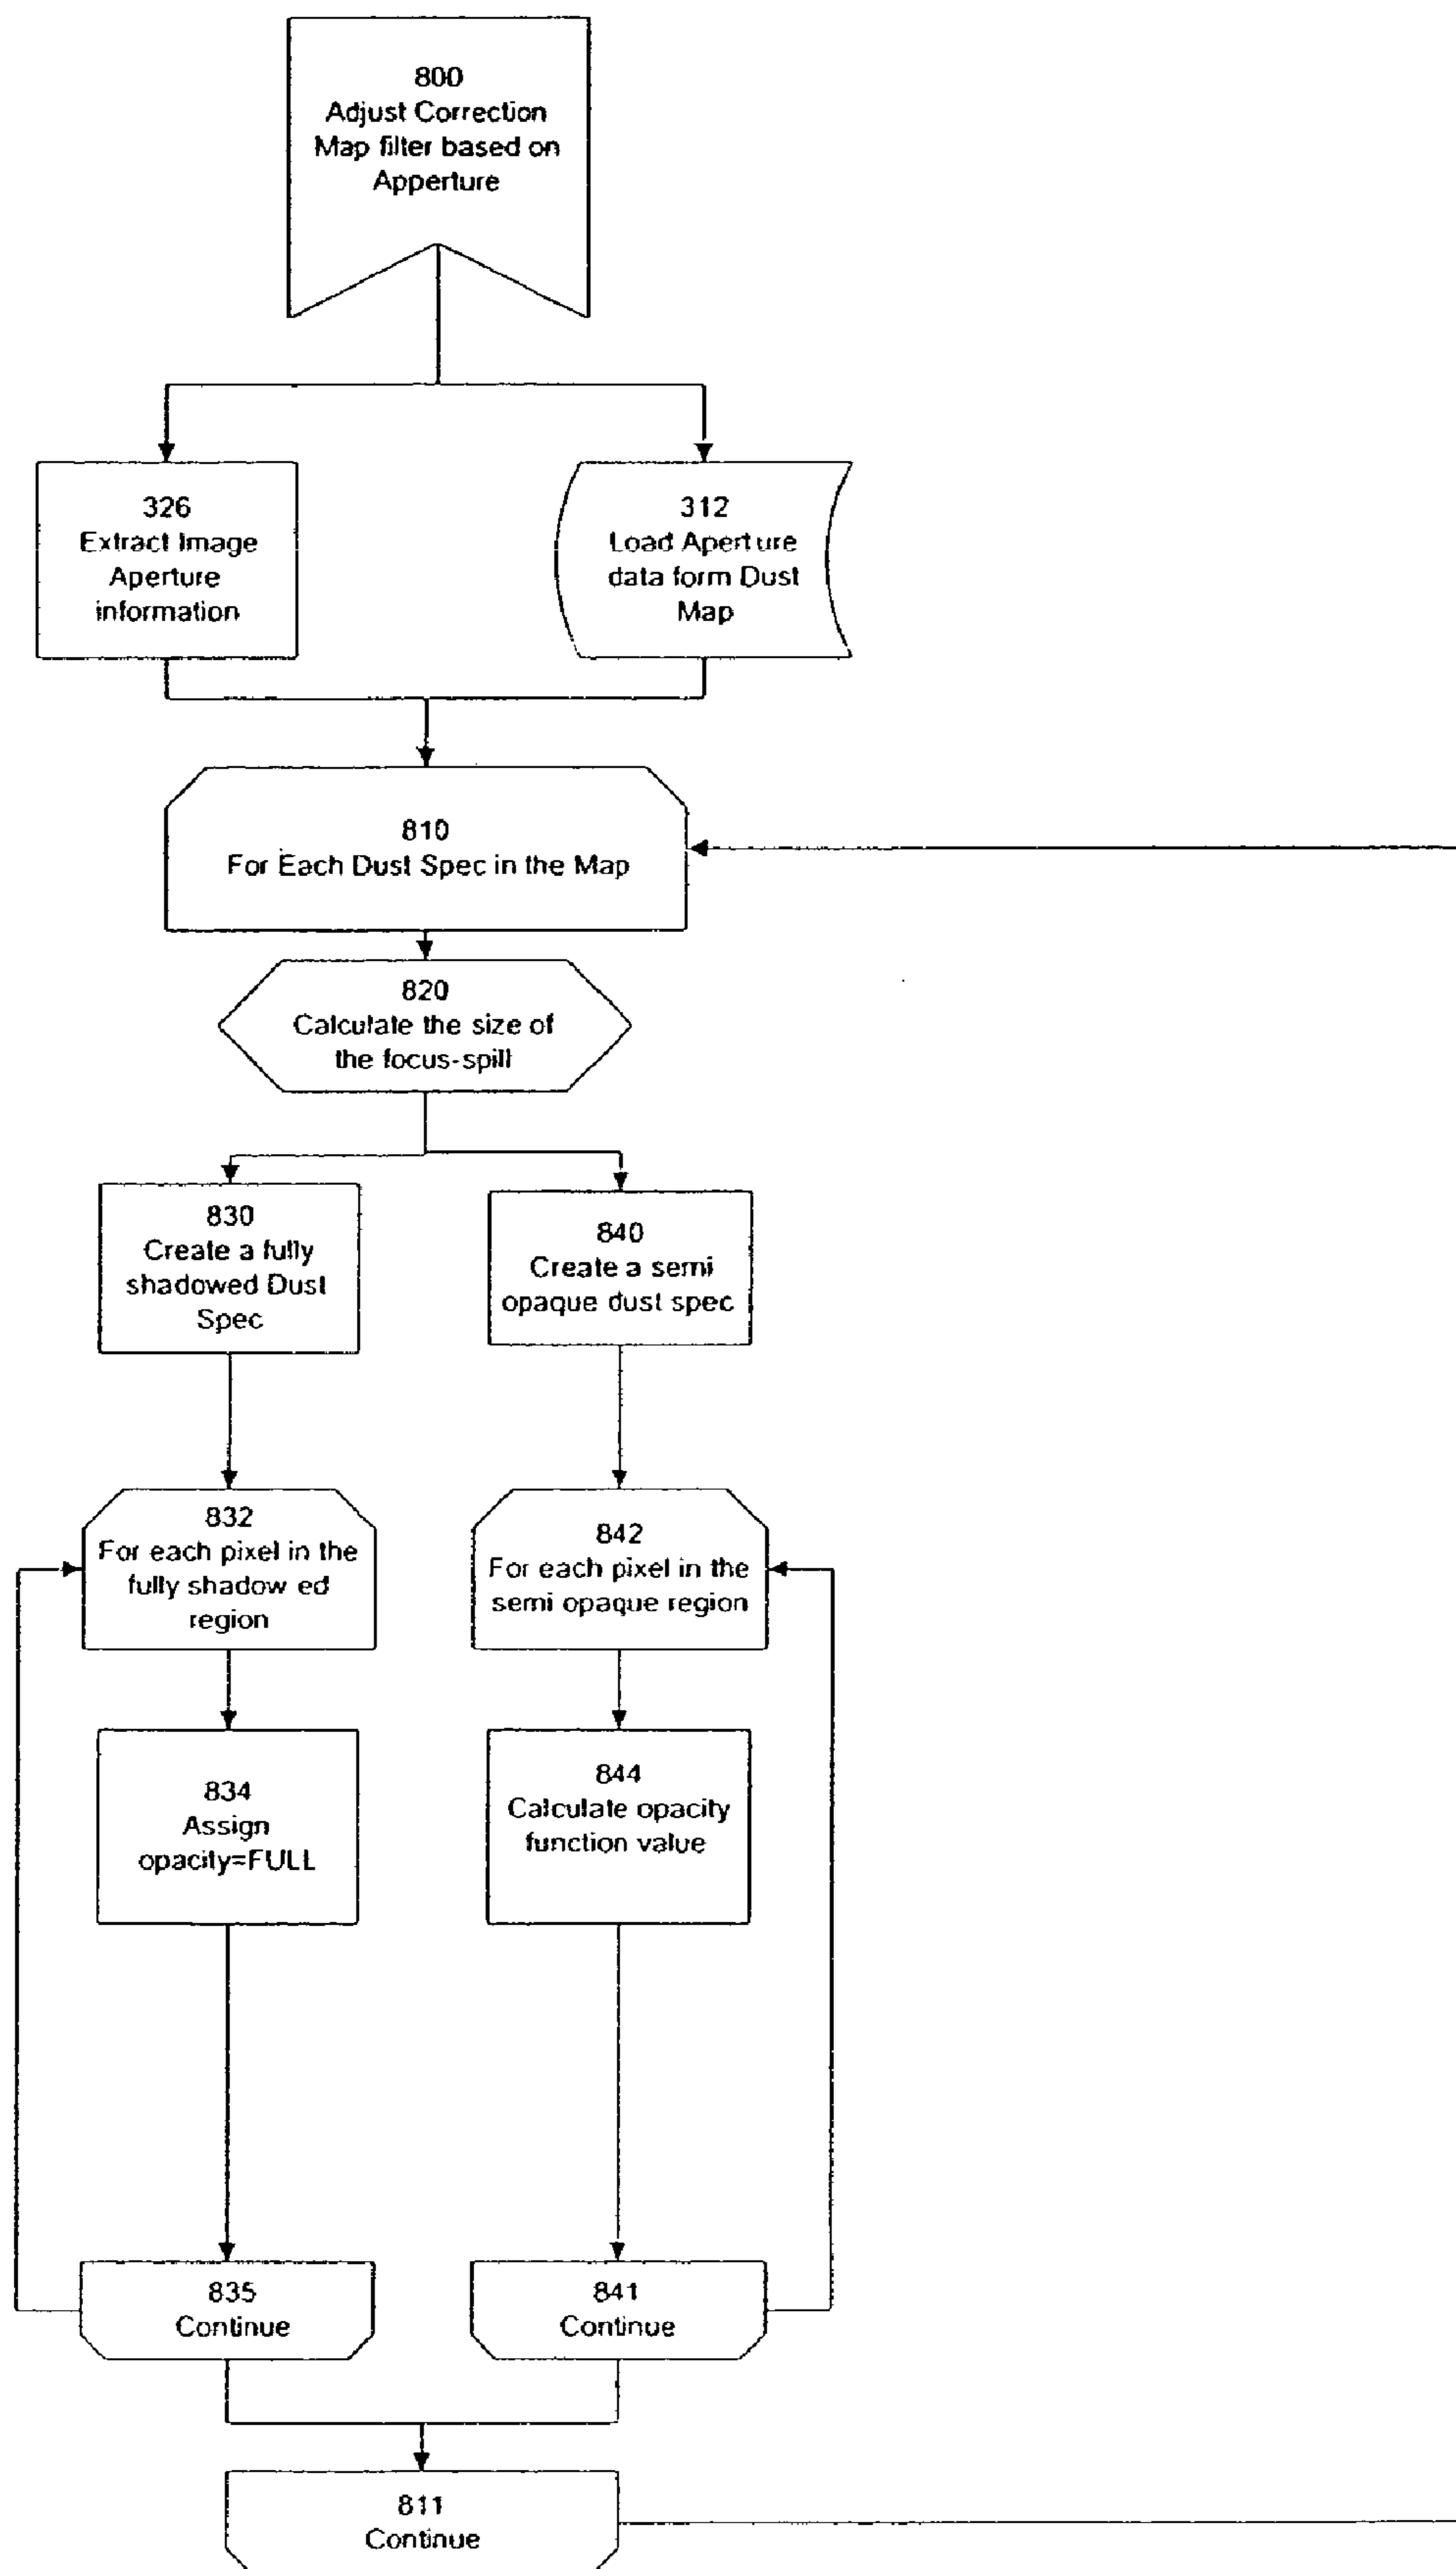 800
Adjust Correction
Map filter based on
Apperture
326
Extract Image
Aperture
information
312
Load Aperture
data form Dust
Map
810
For Each Dust Spec in the Map
820
Calculate the size of
the focus-spill
830
Create a fully
shadowed Dust
Spec
840
Create a semi
opaque dust spec
832
For each pixel in the
fully shadow ed
region
842
For each pixel in the
semi opaque region
834
Assign
opacity=FULL
844
Calculate opacity
function value
835
Continue
841
Continue
811
Continue